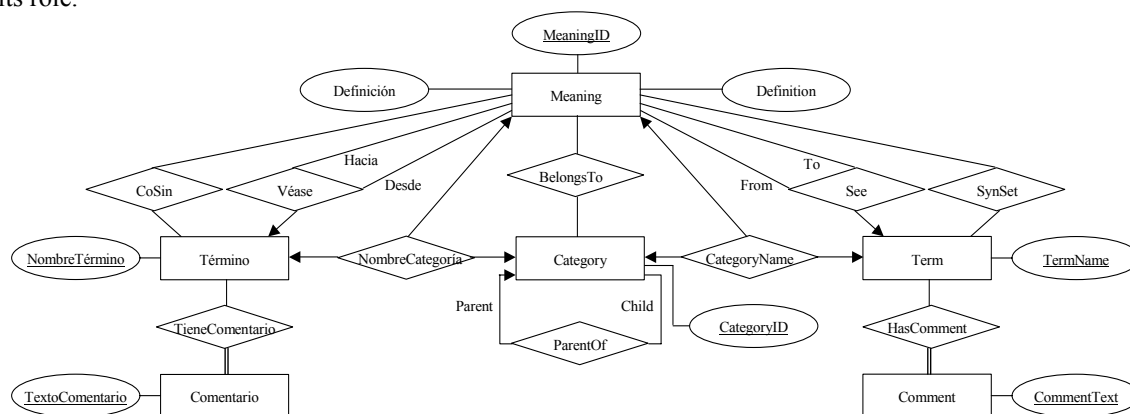 its role.
MeaningID
Definición
Meaning
Definition
Hacia
To
CoSin
Véase
Desde
BelongsTo
From
See
SynSet
NombreTérmino
Término
NombreCategoría
Category
CategoryName
Term
TermName
Parent
Child
TieneComentario
ParentOf
CategoryID
HasComment
TextoComentario
Comentario
Comment
CommentText